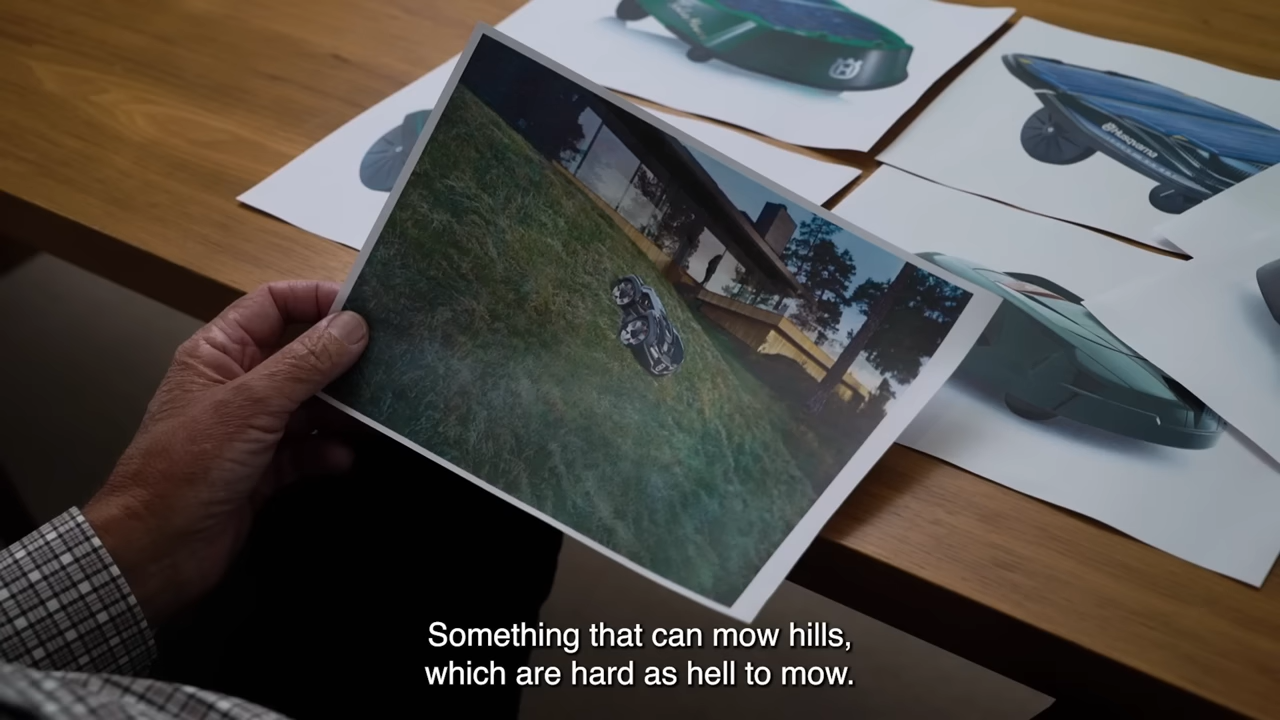 Husqvarna
Something that can mow hills,
which are hard as hell to mow.